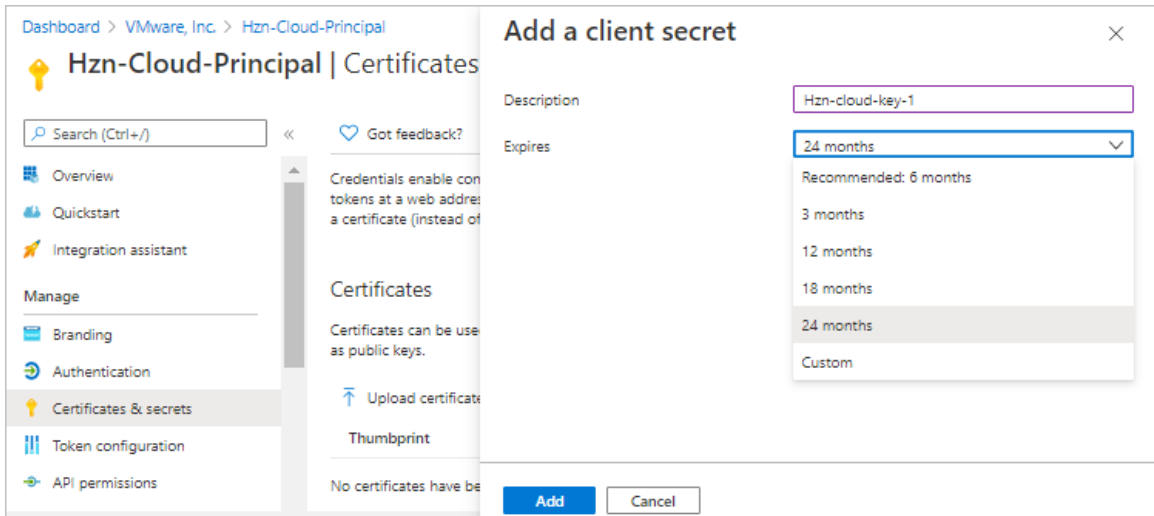 Dashboard > VMware, Inc. > Hzn-Cloud-Principal
Hzn-Cloud-Principal | Certificates
Search (Ctrl+/)
«
Overview
Quickstart
Integration assistant
Manage
Branding
Authentication
Certificates & secrets
Token configuration
API permissions
Got feedback?
Credentials enable con
tokens at a web addre
a certificate (instead of
Certificates
Certificates can be use
as public keys.
Upload certificate
Thumbprint
No certificates have be
Add a client secret
Description
Hzn-cloud-key-1
Expires
24 months
Recommended: 6 months
3 months
12 months
18 months
24 months
Custom
Add
Cancel